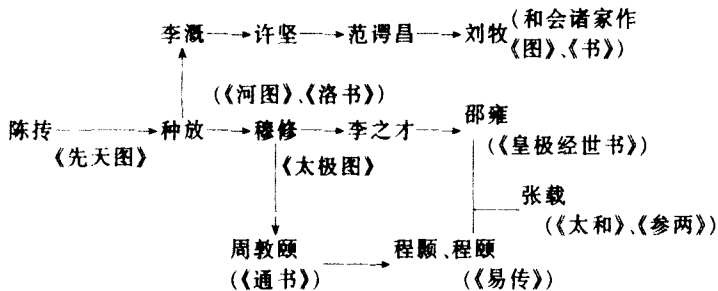 李溉 许坚 范谔昌 刘牧(和会诸家作
《图》、《书》)
(《河图》、《洛书》)
陈抟 种放 穆修 李之才 邵雍
《先天图》 《太极图》 (《皇极经世书》)
张载
(《太和》、《参两》)
周敦颐 程颢、程颐
(《通书》) (《易传》)